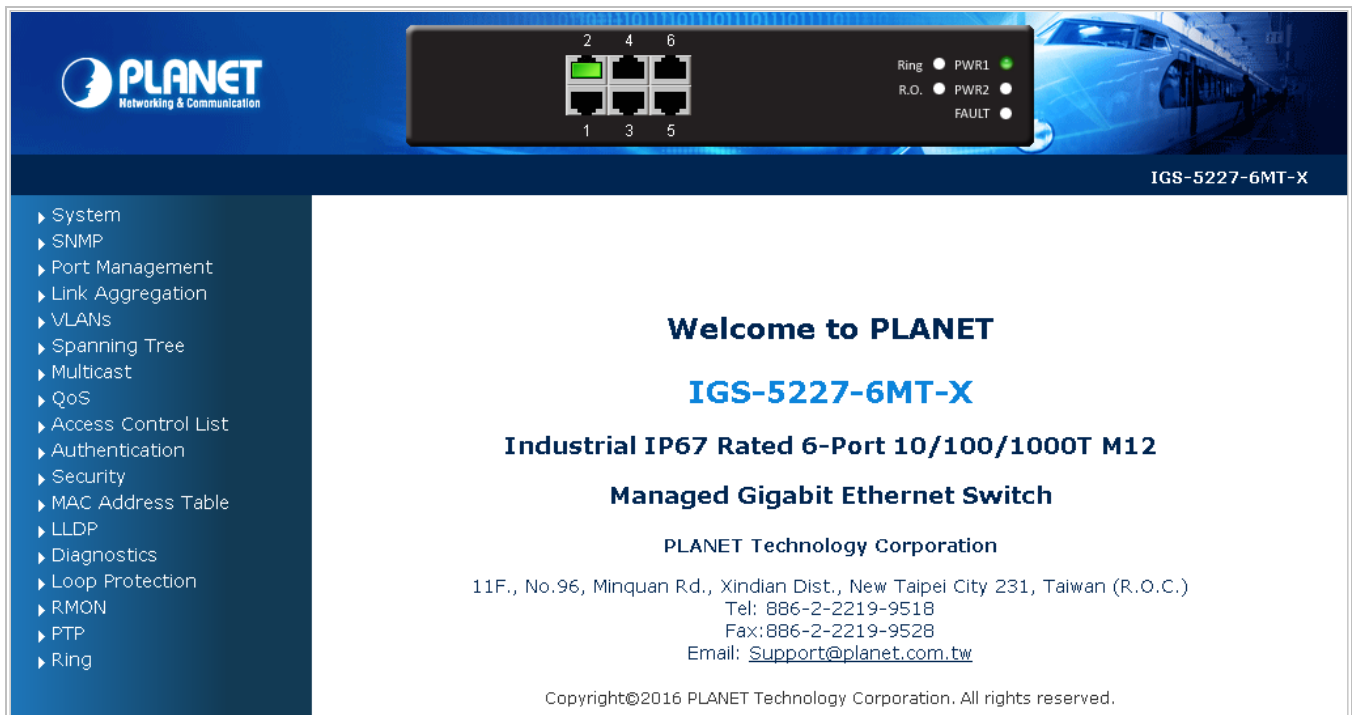 PLANET
Networking & Communication
2 4 6
1 3 5
Ring PWR1
R.O. PWR2
FAULT
IGS-5227-6MT-X
System
SNMP
Port Management
Link Aggregation
VLANs
Spanning Tree
Multicast
QoS
Access Control List
Authentication
Security
MAC Address Table
LLDP
Diagnostics
Loop Protection
RMON
PTP
Ring
Welcome to PLANET
IGS-5227-6MT-X
Industrial IP67 Rated 6-Port 10/100/1000T M12
Managed Gigabit Ethernet Switch
PLANET Technology Corporation
11F., No.96, Minquan Rd., Xindian Dist., New Taipei City 231, Taiwan (R.O.C.)
Tel: 886-2-2219-9518
Fax:886-2-2219-9528
Email: Support@planet.com.tw
Copyright©2016 PLANET Technology Corporation. All rights reserved.